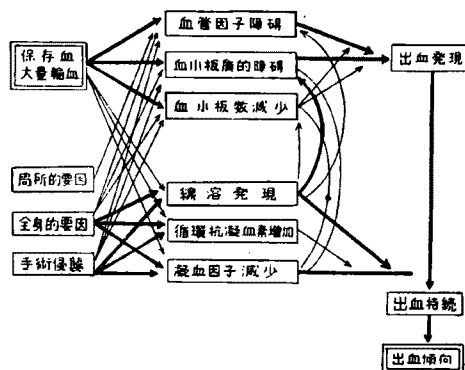 保存血
大量輸血
局所的要因
全身的要因
手術侵襲
血管因子障碍
血小板質的障碍
血小板数減少
線溶発現
循環抗凝血素増加
凝血因子減少
出血発現
出血持続
出血傾向